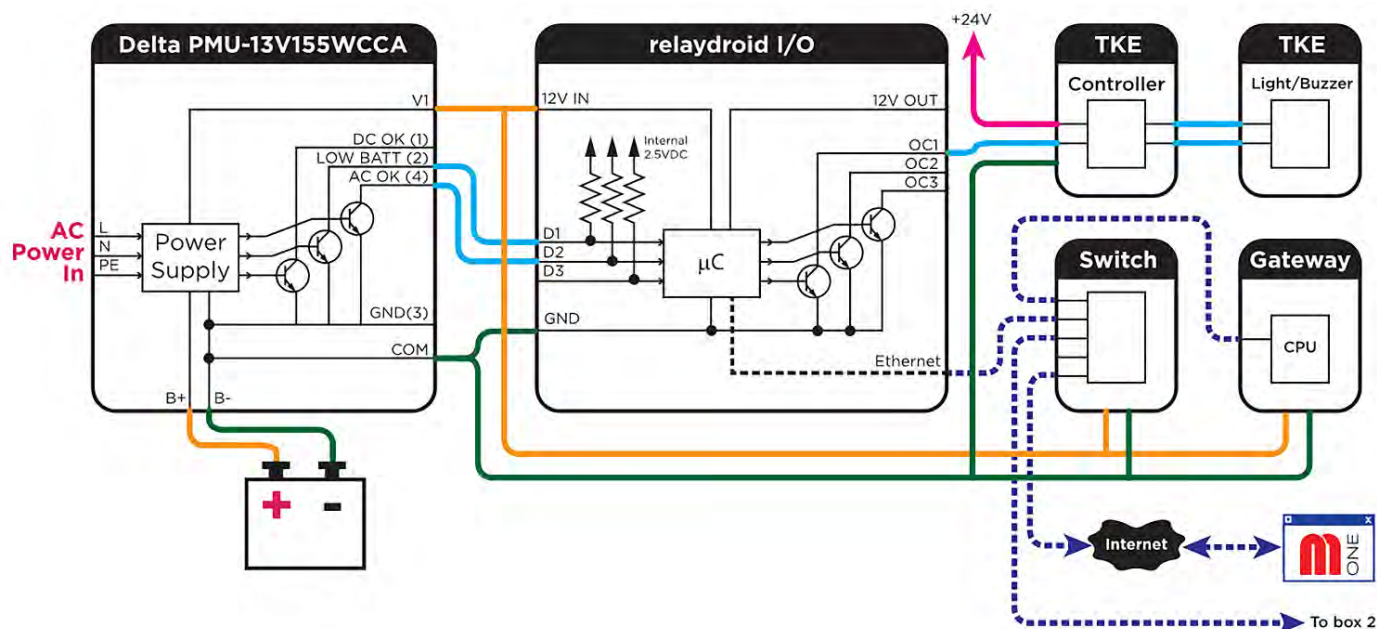 Delta PMU-13V155WCCA
V1
DC OK (1)
LOW BATT (2)
AC OK (4)
AC
Power
In
L
N
PE
Power
Supply
GND(3)
COM
B+
B-
+
-
relaydroid I/O
12V IN
12V OUT
Internal
2.5VDC
OC1
OC2
OC3
D1
D2
D3
μC
GND
Ethernet
+24V
TKE
Controller
TKE
Light/Buzzer
Switch
Gateway
CPU
Internet
x
m
ONE
To box 2